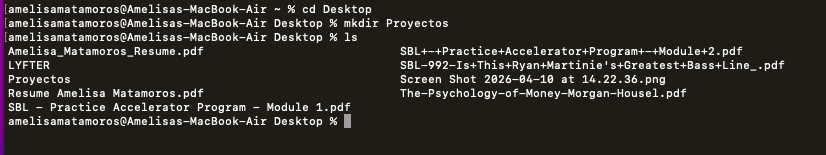 [amelisamatamoros@Amelisas-MacBook-Air ~ % cd Desktop
[amelisamatamoros@Amelisas-MacBook-Air Desktop % mkdir Proyectos
[amelisamatamoros@Amelisas-MacBook-Air Desktop % ls
Amelisa_Matamoros_Resume.pdf SBL+-+Practice+Accelerator+Program+-+Module+2.pdf
LYFTER SBL-992-Is+This+Ryan+Martinie's+Greatest+Bass+Line_.pdf
Proyectos Screen Shot 2026-04-10 at 14.22.36.png
Resume Amelisa Matamoros.pdf The-Psychology-of-Money-Morgan-Housel.pdf
SBL - Practice Accelerator Program - Module 1.pdf
amelisamatamoros@Amelisas-MacBook-Air Desktop %